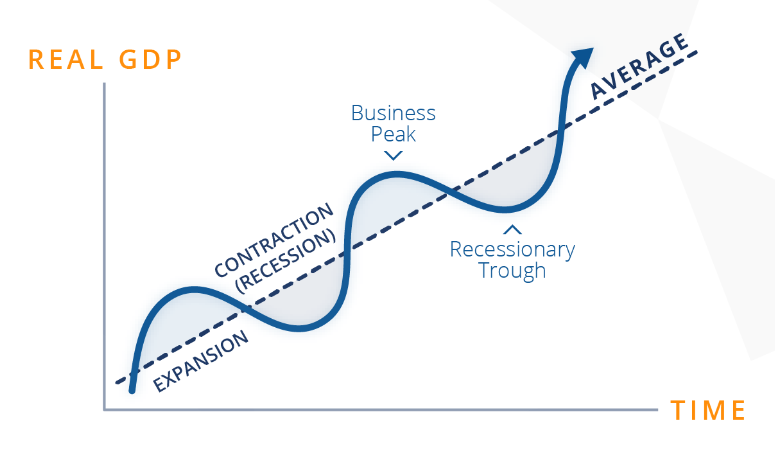 REAL GDP
AVERAGE
Business
Peak
CONTRACTION
(RECESSION)
Recessionary
Trough
EXPANSION
TIME